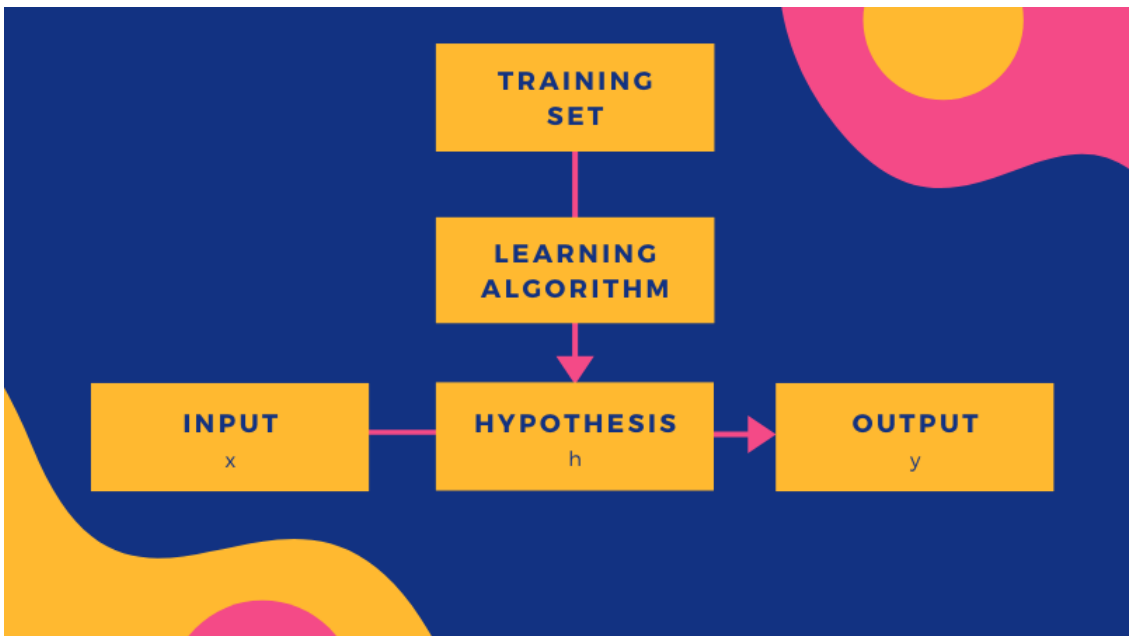 TRAINING
SET
LEARNING
ALGORITHM
INPUT
x
HYPOTHESIS
h
OUTPUT
y